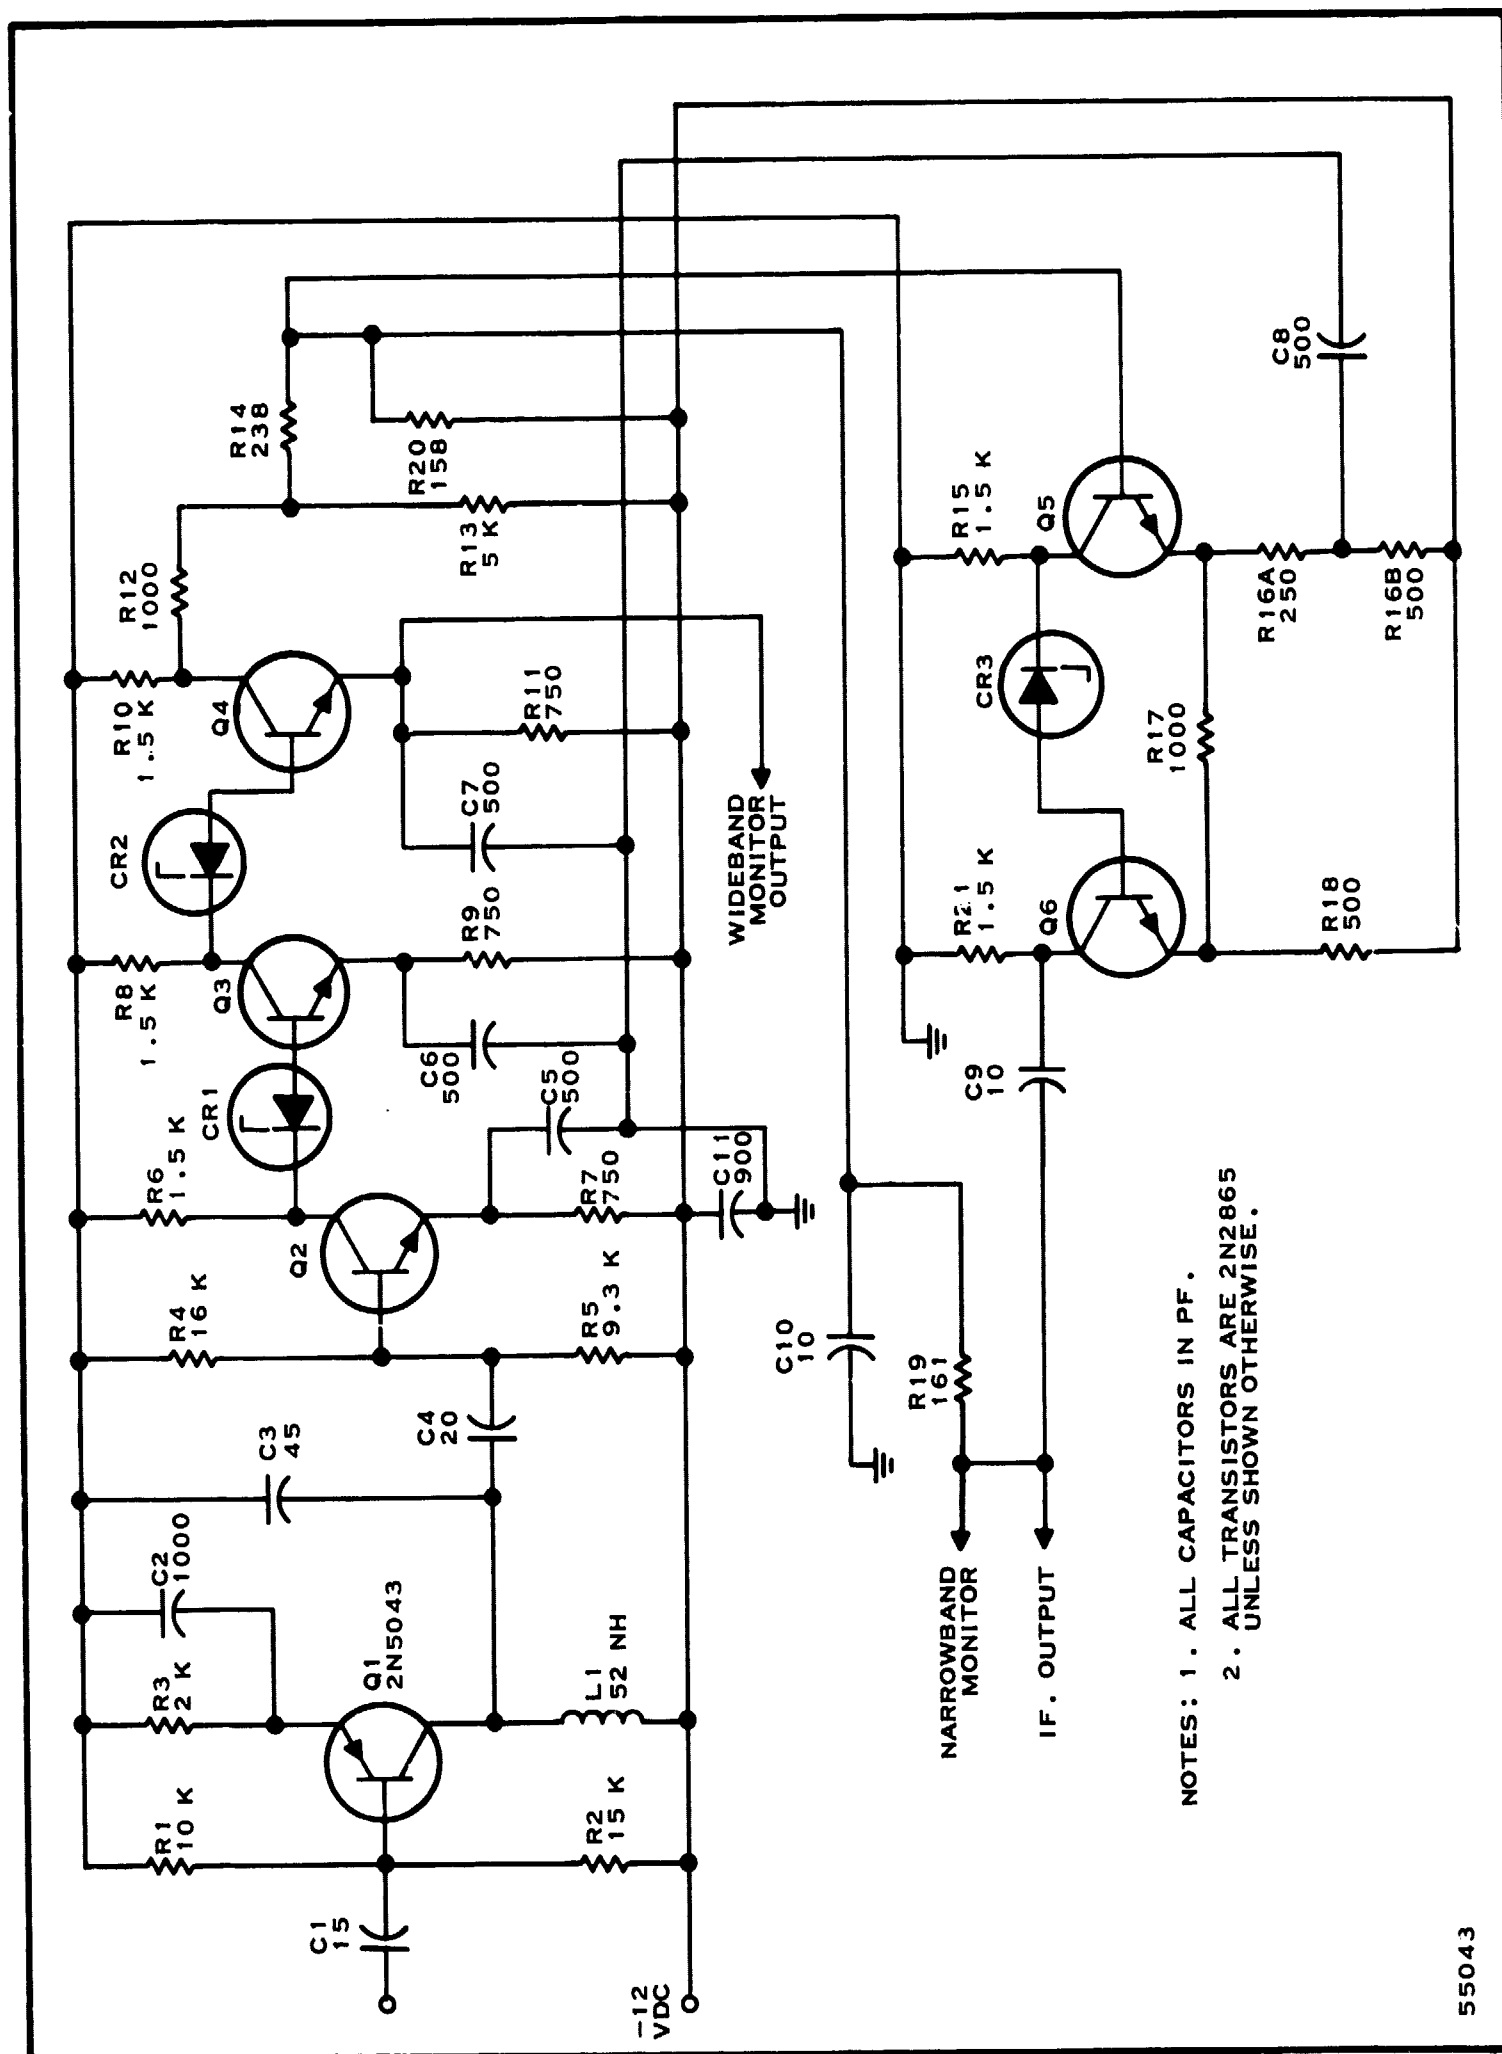 C1
15
R1
10 K
R3
2 K
C2
1000
Q1
2N5043
R2
15 K
L1
52 NH
-12
VDC
C3
45
C4
20
R4
16 K
R5
9.3 K
Q2
R6
1.5 K
R7
750
C11
900
C5
500
CR1
Q3
R8
1.5 K
C6
500
R9
750
CR2
Q4
R10
1.5 K
C7
500
R11
750
R12
1000
R13
5 K
R14
238
R20
158
WIDEBAND
MONITOR
OUTPUT
C10
10
R19
161
C9
10
NARROWBAND
MONITOR
IF. OUTPUT
R21
1.5 K
Q6
R18
500
CR3
R17
1000
R15
1.5 K
Q5
R16A
250
R16B
500
C8
500
NOTES: 1. ALL CAPACITORS IN PF.
2. ALL TRANSISTORS ARE 2N2865
UNLESS SHOWN OTHERWISE.
55043